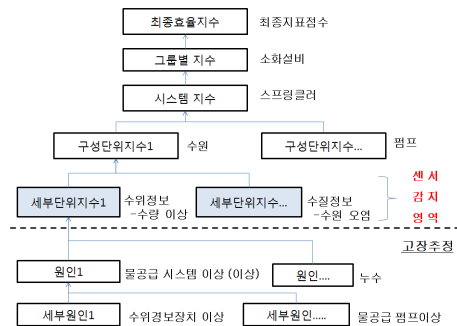 최종효율지수 최종지표점수
그룹별 지수 소화설비
시스템 지수 스프링클러
구성단위지수1 수원 구성단위지수... 펌프
센 서
세부단위지수1 수위정보 세부단위지수... 수질정보 감 지
-수량 이상 -수원 오염
영 역
고장추정
원인1 물공급 시스템 이상 (이상) 원인.... 누수
세부원인1 수위경보장치 이상 세부원인..... 물공급 펌프이상